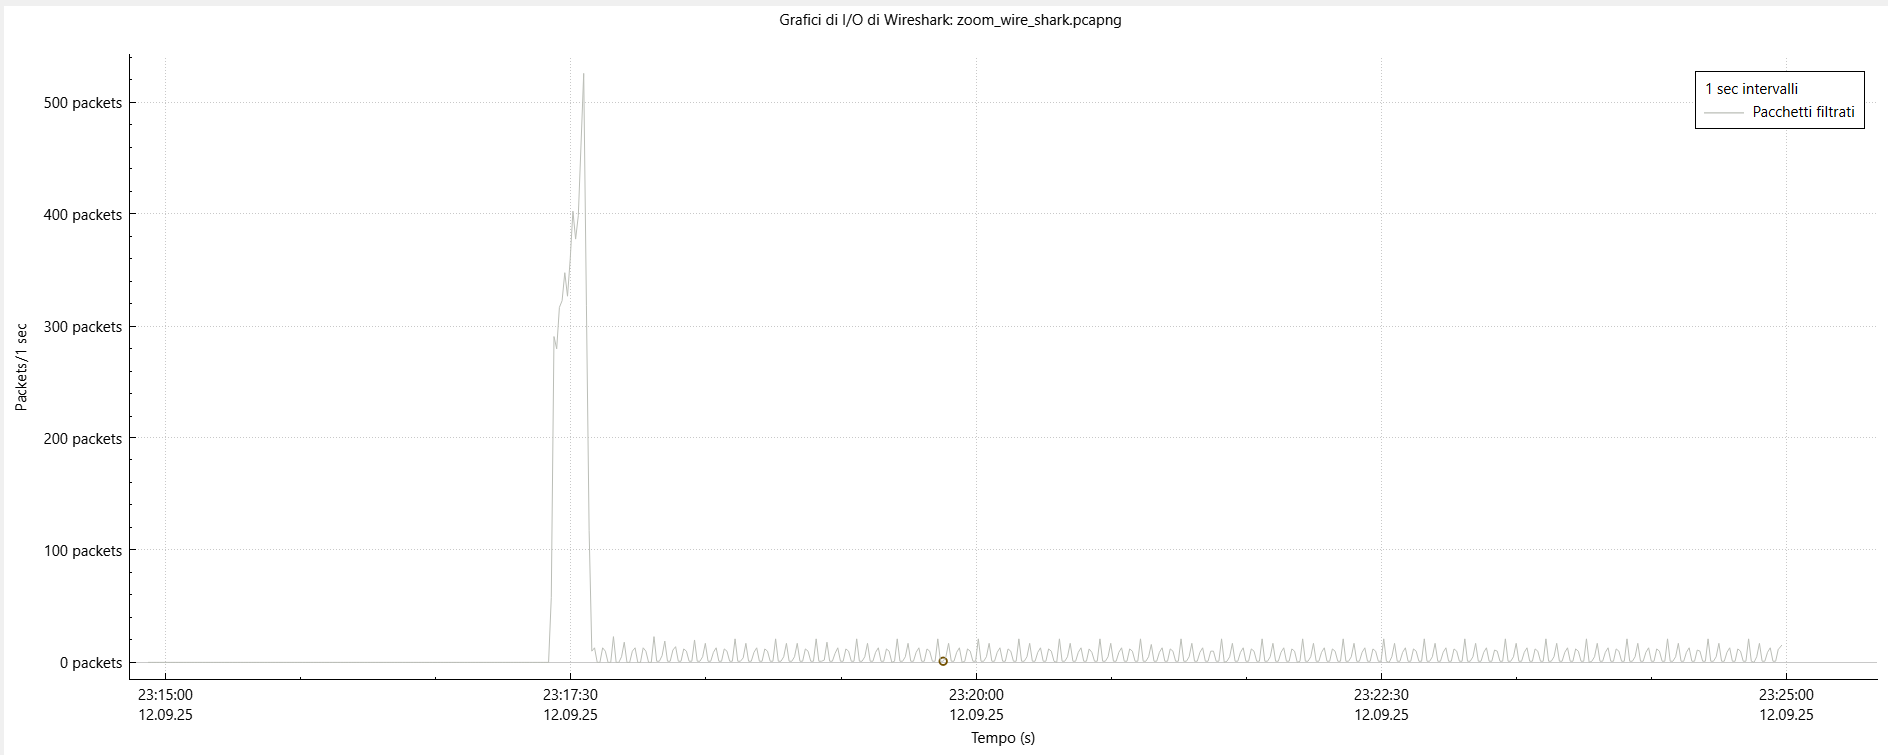 Grafici di I/O di Wireshark: zoom_wire_shark.pcapng
1 sec intervalli
Pacchetti filtrati
500 packets
400 packets
300 packets
200 packets
100 packets
0 packets
Packets/1 sec
23:15:00
12.09.25
23:17:30
12.09.25
23:20:00
12.09.25
23:22:30
12.09.25
23:25:00
12.09.25
Tempo (s)